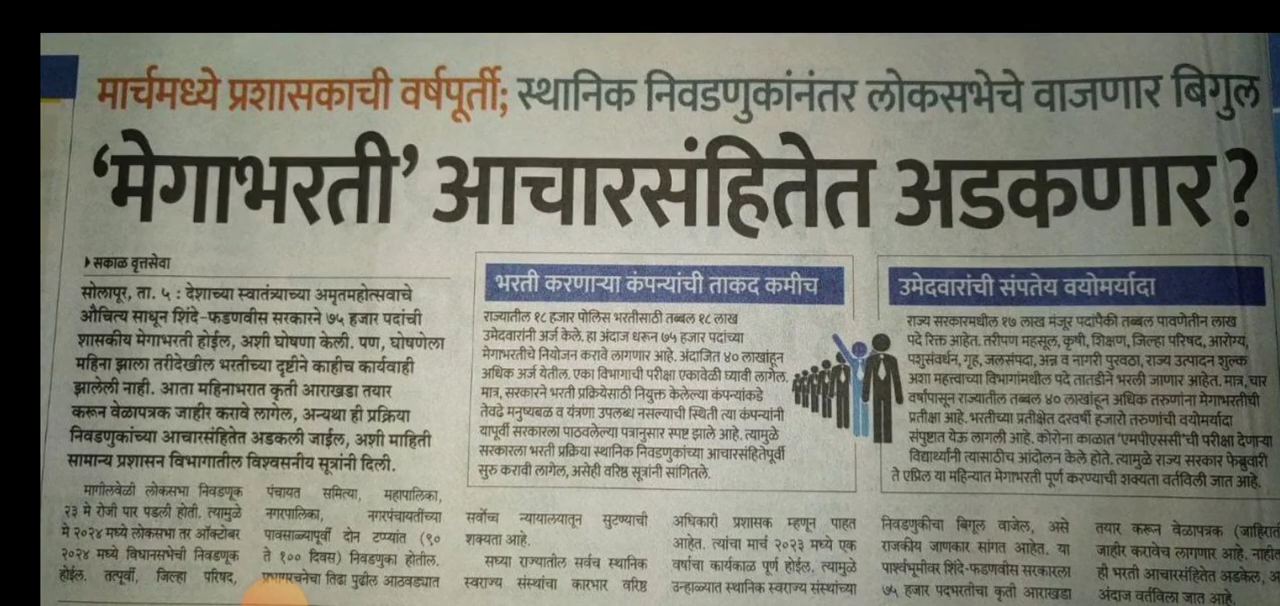 मार्चमध्ये प्रशासकाची वर्षपूर्ती; स्थानिक निवडणुकांनंतर लोकसभेचे वाजणार बिगुल
‘मेगाभरती’ आचारसंहितेत अडकणार?
सकाळ वृत्तसेवा
सोलापूर, ता. ५ : देशाच्या स्वातंत्र्याच्या अमृतमहोत्सवाचे
औचित्य साधून शिंदे-फडणवीस सरकारने ७५ हजार पदांची
शासकीय मेगाभरती होईल, अशी घोषणा केली. पण, घोषणेला
महिना झाला तरीदेखील भरतीच्या दृष्टीने काहीच कार्यवाही
झालेली नाही. आता महिनाभरात कृती आराखडा तयार
करून वेळापत्रक जाहीर करावे लागेल, अन्यथा ही प्रक्रिया
निवडणुकांच्या आचारसंहितेत अडकली जाईल, अशी माहिती
सामान्य प्रशासन विभागातील विश्वसनीय सूत्रांनी दिली.
मागीलवेळी लोकसभा निवडणूक
२३ मे रोजी पार पडली होती. त्यामुळे
मे २०२४ मध्ये लोकसभा तर ऑक्टोबर
२०२४ मध्ये विधानसभेची निवडणूक
होईल. तत्पूर्वी, जिल्हा परिषद,
पंचायत समित्या, महापालिका,
नगरपालिका, नगरपंचायतींच्या
पावसाळ्यापूर्वी दोन टप्प्यांत (९०
ते १०० दिवस) निवडणुका होतील.
प्रभागरचनेचा तिढा पुढील आठवड्यात
भरती करणाऱ्या कंपन्यांची ताकद कमीच
राज्यातील १८ हजार पोलिस भरतीसाठी तब्बल १८ लाख
उमेदवारांनी अर्ज केले. हा अंदाज धरून ७५ हजार पदांच्या
मेगाभरतीचे नियोजन करावे लागणार आहे. अंदाजित ४० लाखांहून
अधिक अर्ज येतील. एका विभागाची परीक्षा एकावेळी घ्यावी लागेल.
मात्र, सरकारने भरती प्रक्रियेसाठी नियुक्त केलेल्या कंपन्यांकडे
तेवढे मनुष्यबळ व यंत्रणा उपलब्ध नसल्याची स्थिती त्या कंपन्यांनी
यापूर्वी सरकारला पाठवलेल्या पत्रानुसार स्पष्ट झाले आहे. त्यामुळे
सरकारला भरती प्रक्रिया स्थानिक निवडणुकांच्या आचारसंहितेपूर्वी
सुरु करावी लागेल, असेही वरिष्ठ सूत्रांनी सांगितले.
उमेदवारांची संपतेय वयोमर्यादा
राज्य सरकारमधील १७ लाख मंजूर पदांपैकी तब्बल पावणेतीन लाख
पदे रिक्त आहेत. तरीपण महसूल, कृषी, शिक्षण, जिल्हा परिषद, आरोग्य,
पशुसंवर्धन, गृह, जलसंपदा, अन्न व नागरी पुरवठा, राज्य उत्पादन शुल्क
अशा महत्त्वाच्या विभागांमधील पदे तातडीने भरली जाणार आहेत. मात्र, चार
वर्षांपासून राज्यातील तब्बल ४० लाखांहून अधिक तरुणांना मेगाभरतीची
प्रतीक्षा आहे. भरतीच्या प्रतीक्षेत दरवर्षी हजारो तरुणांची वयोमर्यादा
संपुष्टात येऊ लागली आहे. कोरोना काळात ‘एमपीएससी’ची परीक्षा देणाऱ्या
विद्यार्थ्यांनी त्यासाठीच आंदोलन केले होते. त्यामुळे राज्य सरकार फेब्रुवारी
ते एप्रिल या महिन्यात मेगाभरती पूर्ण करण्याची शक्यता वर्तविली जात आहे.
सर्वोच्च न्यायालयातून सुटण्याची
शक्यता आहे.
सध्या राज्यातील सर्वच स्थानिक
स्वराज्य संस्थांचा कारभार वरिष्ठ
अधिकारी प्रशासक म्हणून पाहत
आहेत. त्यांचा मार्च २०२३ मध्ये एक
वर्षाचा कार्यकाळ पूर्ण होईल, त्यामुळे
उन्हाळ्यात स्थानिक स्वराज्य संस्थांच्या
निवडणुकीचा बिगुल वाजेल, असे
राजकीय जाणकार सांगत आहेत. या
पार्श्वभूमीवर शिंदे-फडणवीस सरकारला
७५ हजार पदभरतीचा कृती आराखडा
तयार करून वेळापत्रक (जाहिरात
जाहीर करावेच लागणार आहे.
ही भरती आचारसंहितेत अडकेल,
अंदाज वर्तविला जात आहे.